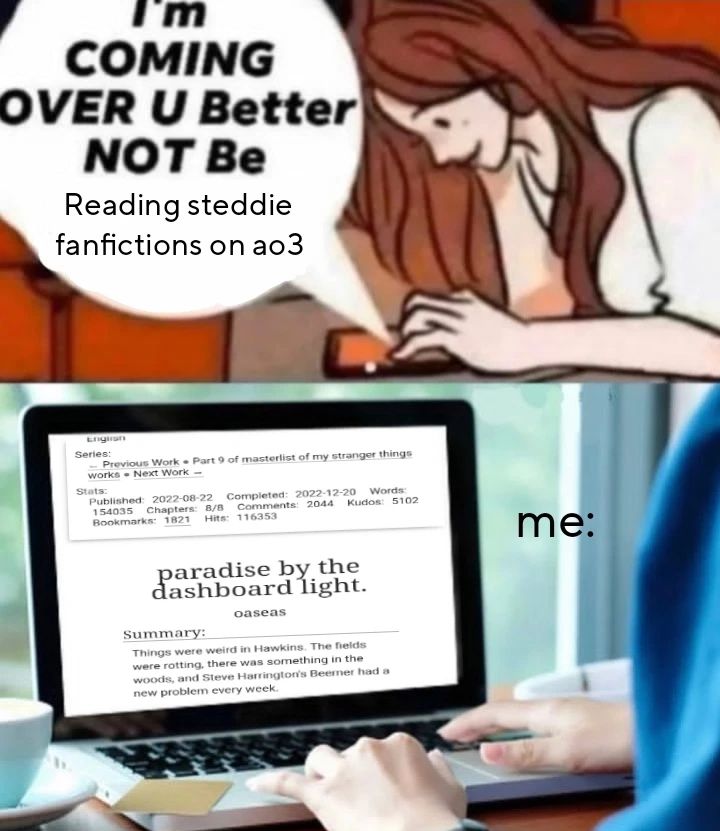 I'm
COMING
OVER U Better
NOT Be
Reading steddie
fanfictions on ao3
English
Series:
← Previous Work • Part 9 of masterlist of my stranger things
works • Next Work →
Stats:
Published: 2022-08-22 Completed: 2022-12-20 Words:
154035 Chapters: 8/8 Comments: 2044 Kudos: 5102
Bookmarks: 1821 Hits: 116353
me:
paradise by the
dashboard light.
oaseas
Summary:
Things were weird in Hawkins. The fields
were rotting, there was something in the
woods, and Steve Harrington's Beemer had a
new problem every week.